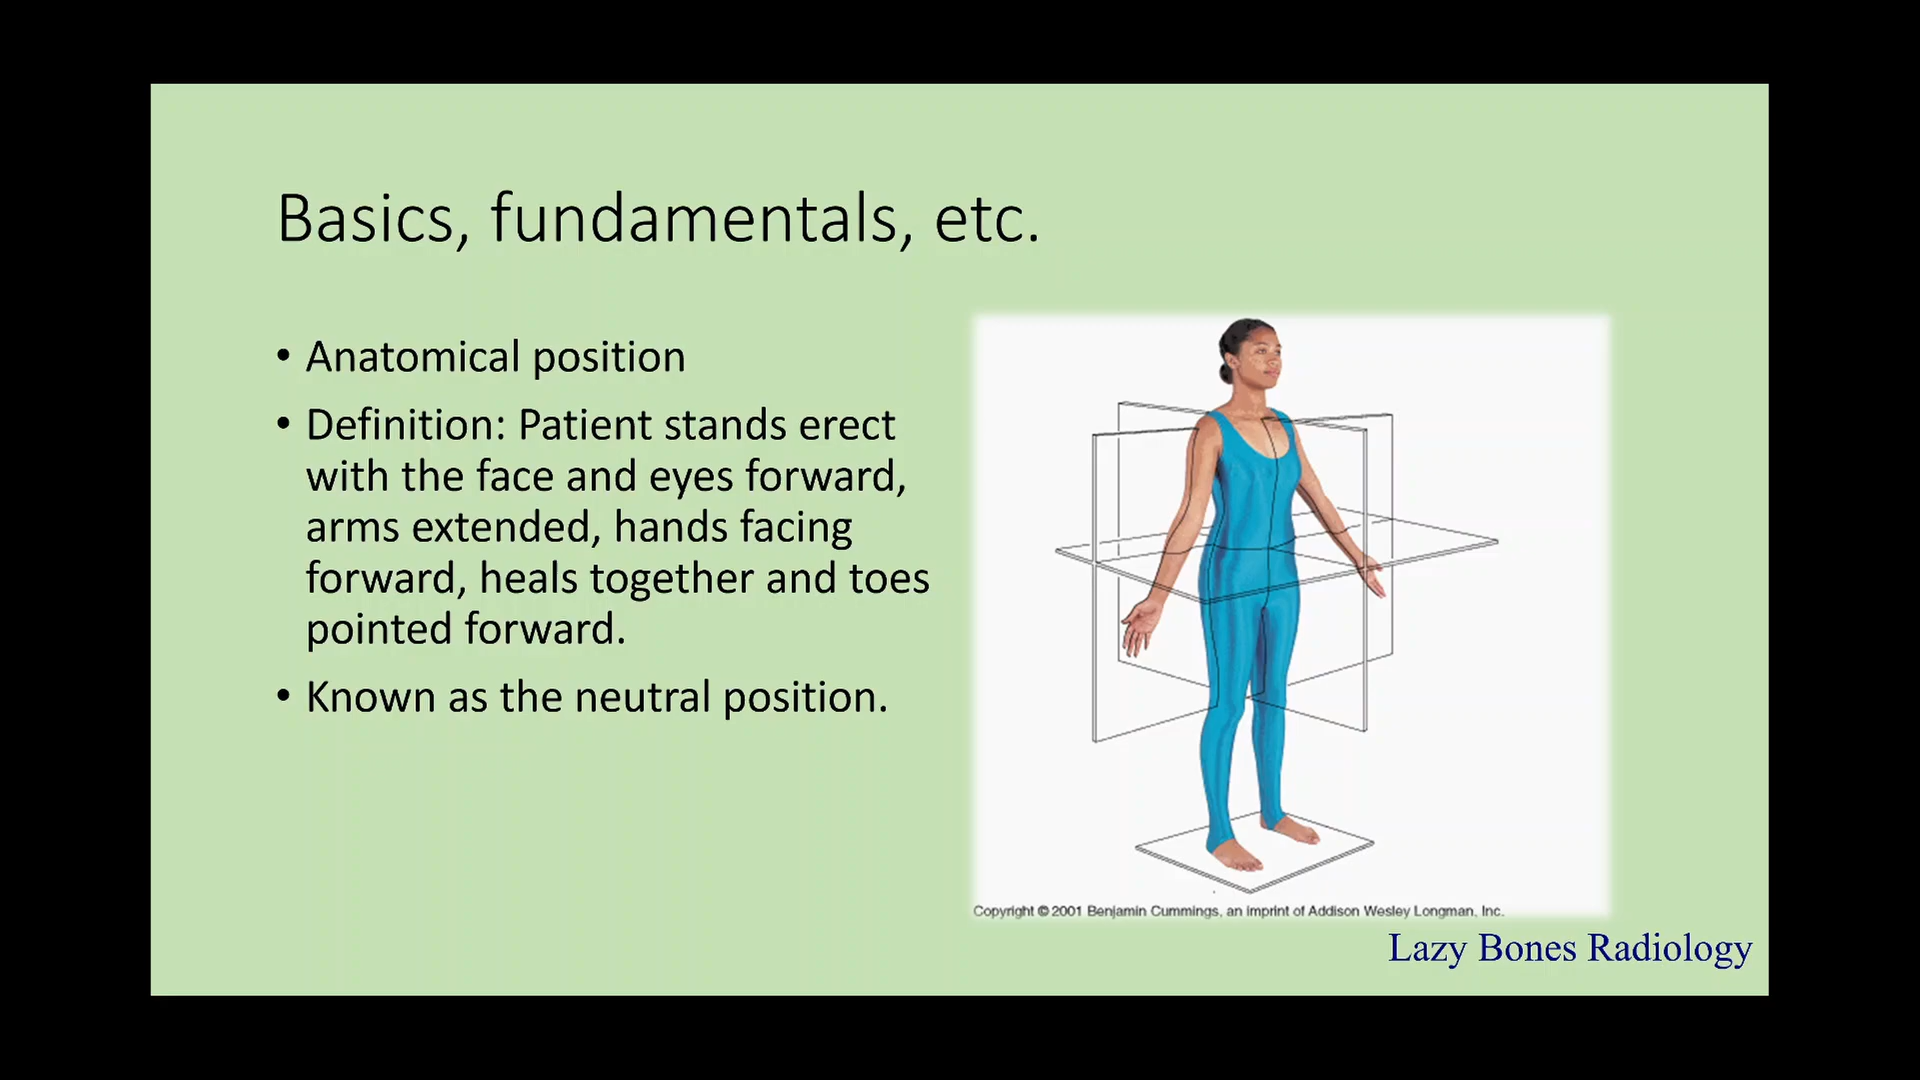 Basics, fundamentals, etc.
• Anatomical position
• Definition: Patient stands erect
with the face and eyes forward,
arms extended, hands facing
forward, heals together and toes
pointed forward.
• Known as the neutral position.
Copyright © 2001 Benjamin Cummings, an imprint of Addison Wesley Longman, Inc.
Lazy Bones Radiology